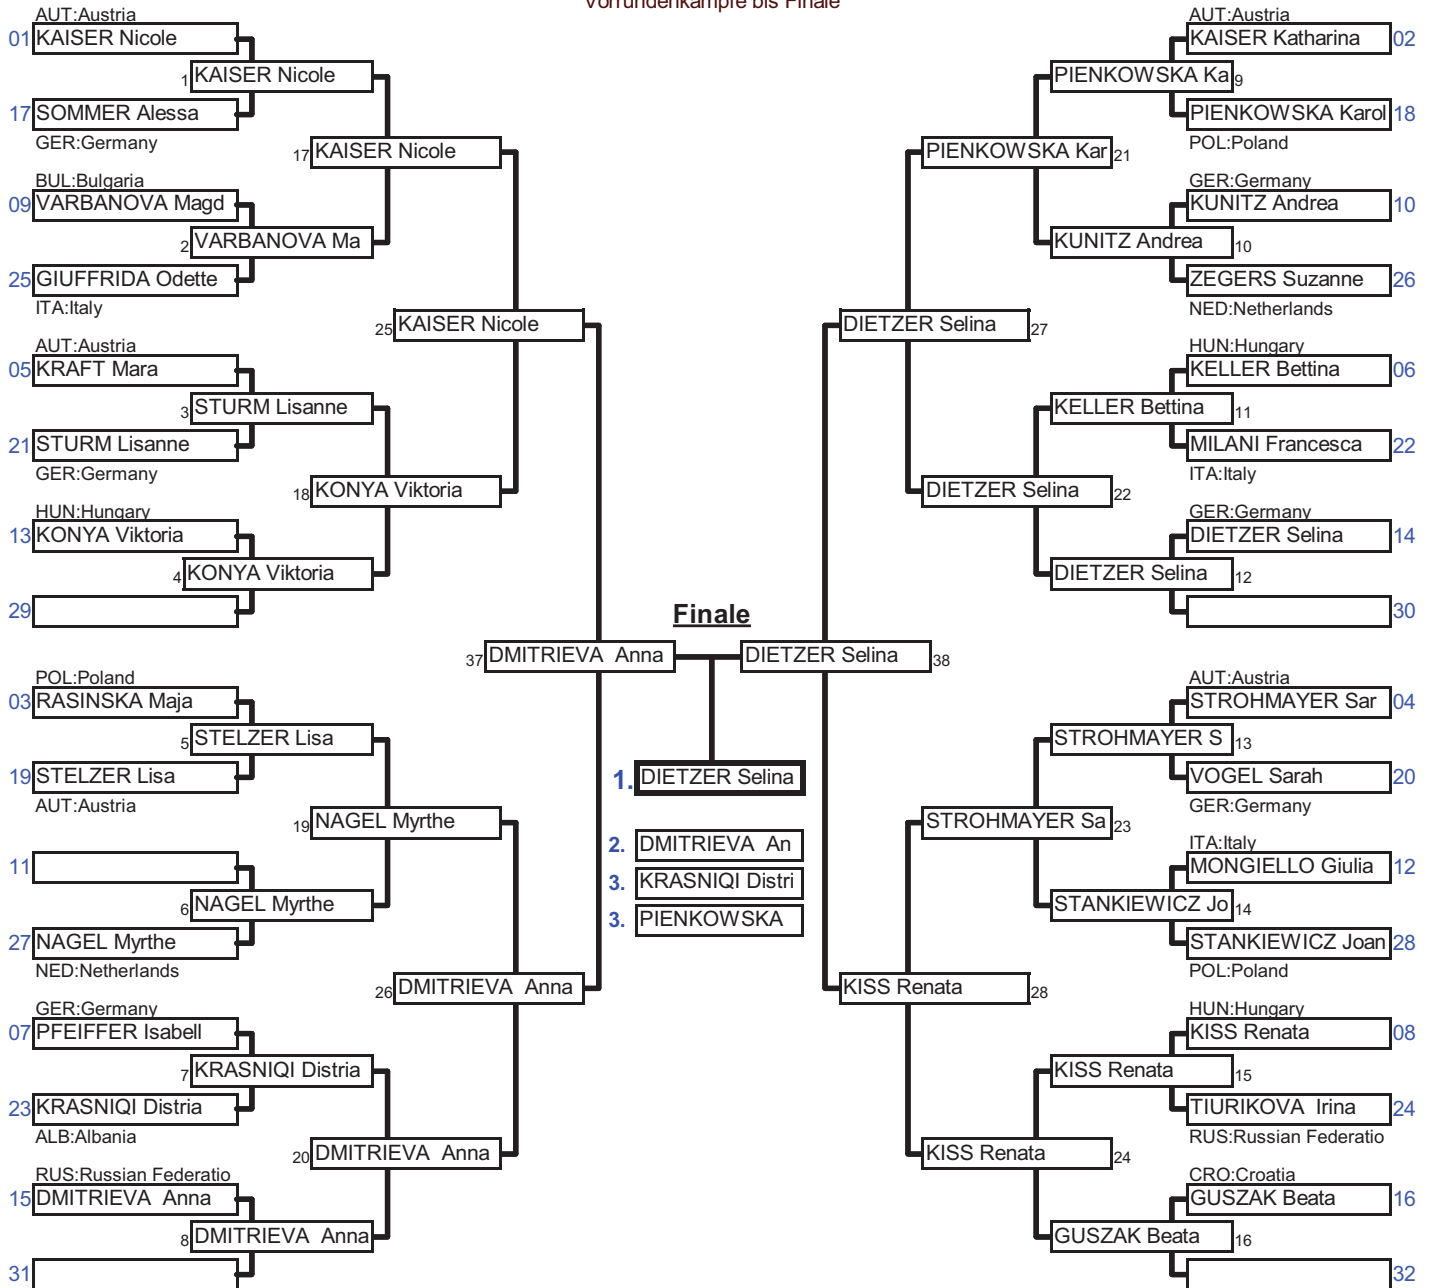 Vorrundenkämpfe bis Finale
AUT:Austria
01 KAISER Nicole
1 KAISER Nicole
17 SOMMER Alessa
GER:Germany
17 KAISER Nicole
BUL:Bulgaria
09 VARBANOVA Magd
2 VARBANOVA Ma
25 GIUFFRIDA Odette
ITA:Italy
25 KAISER Nicole
AUT:Austria
05 KRAFT Mara
3 STURM Lisanne
21 STURM Lisanne
GER:Germany
18 KONYA Viktoria
HUN:Hungary
13 KONYA Viktoria
4 KONYA Viktoria
29
37 DMITRIEVA Anna
POL:Poland
03 RASINSKA Maja
5 STELZER Lisa
19 STELZER Lisa
AUT:Austria
19 NAGEL Myrthe
11
6 NAGEL Myrthe
27 NAGEL Myrthe
NED:Netherlands
26 DMITRIEVA Anna
GER:Germany
07 PFEIFFER Isabell
7 KRASNIQI Distria
23 KRASNIQI Distria
ALB:Albania
20 DMITRIEVA Anna
RUS:Russian Federatio
15 DMITRIEVA Anna
8 DMITRIEVA Anna
31
Finale
1. DIETZER Selina
2. DMITRIEVA An
3. KRASNIQI Distri
3. PIENKOWSKA
AUT:Austria
KAISER Katharina 02
PIENKOWSKA Ka 9
PIENKOWSKA Karol 18
POL:Poland
PIENKOWSKA Kar 21
GER:Germany
KUNITZ Andrea 10
KUNITZ Andrea 10
ZEGERS Suzanne 26
NED:Netherlands
DIETZER Selina 27
HUN:Hungary
KELLER Bettina 06
KELLER Bettina 11
MILANI Francesca 22
ITA:Italy
DIETZER Selina 22
GER:Germany
DIETZER Selina 14
DIETZER Selina 12
30
DIETZER Selina 38
AUT:Austria
STROHMAYER Sar 04
STROHMAYER S 13
VOGEL Sarah 20
GER:Germany
STROHMAYER Sa 23
ITA:Italy
MONGIELLO Giulia 12
STANKIEWICZ Jo 14
STANKIEWICZ Joan 28
POL:Poland
KISS Renata 28
HUN:Hungary
KISS Renata 08
KISS Renata 15
TIURIKOVA Irina 24
RUS:Russian Federatio
KISS Renata 24
CRO:Croatia
GUSZAK Beata 16
GUSZAK Beata 16
32